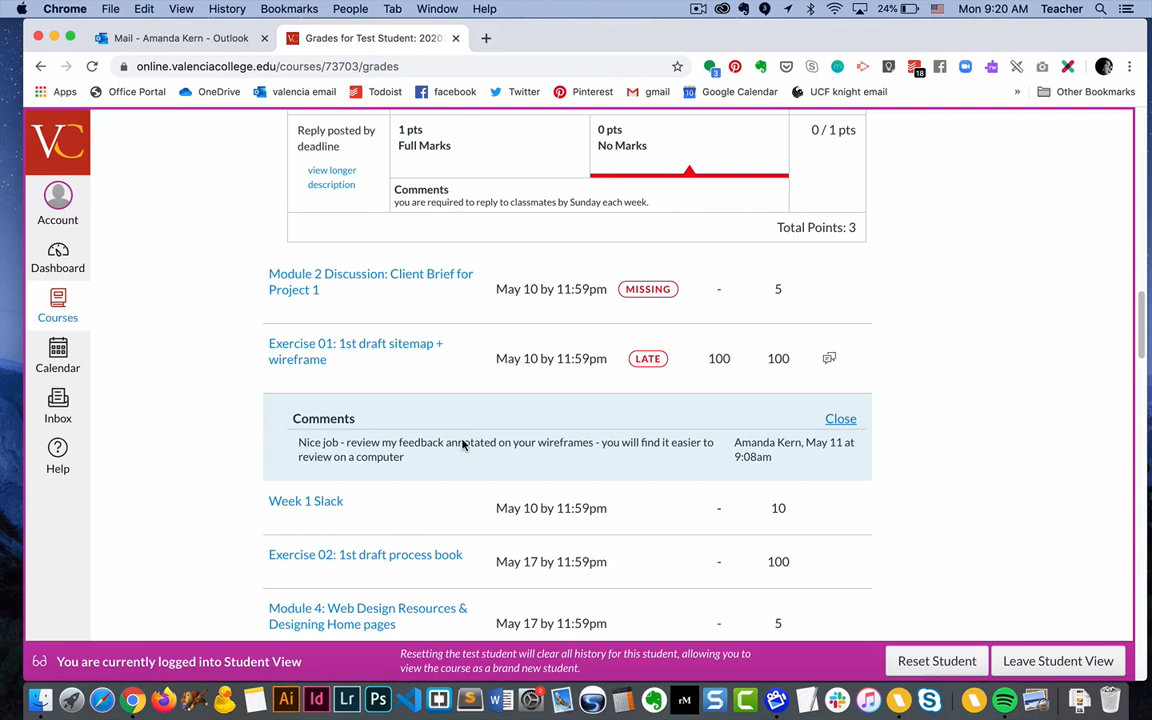 Chrome File Edit View History Bookmarks People Tab Window Help 3 24% Mon 9:20 AM Teacher
Mail - Amanda Kern - Outlook
Grades for Test Student: 2020
online.valenciacollege.edu/courses/73703/grades
3 18
Apps Office Portal OneDrive valencia email Todoist facebook Twitter Pinterest gmail 10 Google Calendar UCF knight email » Other Bookmarks
VC
Account
Dashboard
Courses
Calendar
Inbox
Help
Reply posted by
deadline
view longer
description
1 pts
Full Marks
0 pts
No Marks
0 / 1 pts
Comments
you are required to reply to classmates by Sunday each week.
Total Points: 3
Module 2 Discussion: Client Brief for
Project 1
May 10 by 11:59pm MISSING - 5
Exercise 01: 1st draft sitemap +
wireframe
May 10 by 11:59pm LATE 100 100
Comments
Close
Nice job - review my feedback annotated on your wireframes - you will find it easier to
review on a computer
Amanda Kern, May 11 at
9:08am
Week 1 Slack
May 10 by 11:59pm - 10
Exercise 02: 1st draft process book
May 17 by 11:59pm - 100
Module 4: Web Design Resources &
Designing Home pages
May 17 by 11:59pm - 5
You are currently logged into Student View
Resetting the test student will clear all history for this student, allowing you to
view the course as a brand new student.
Reset Student
Leave Student View
Ai Id Lr Ps W 2 rM S C